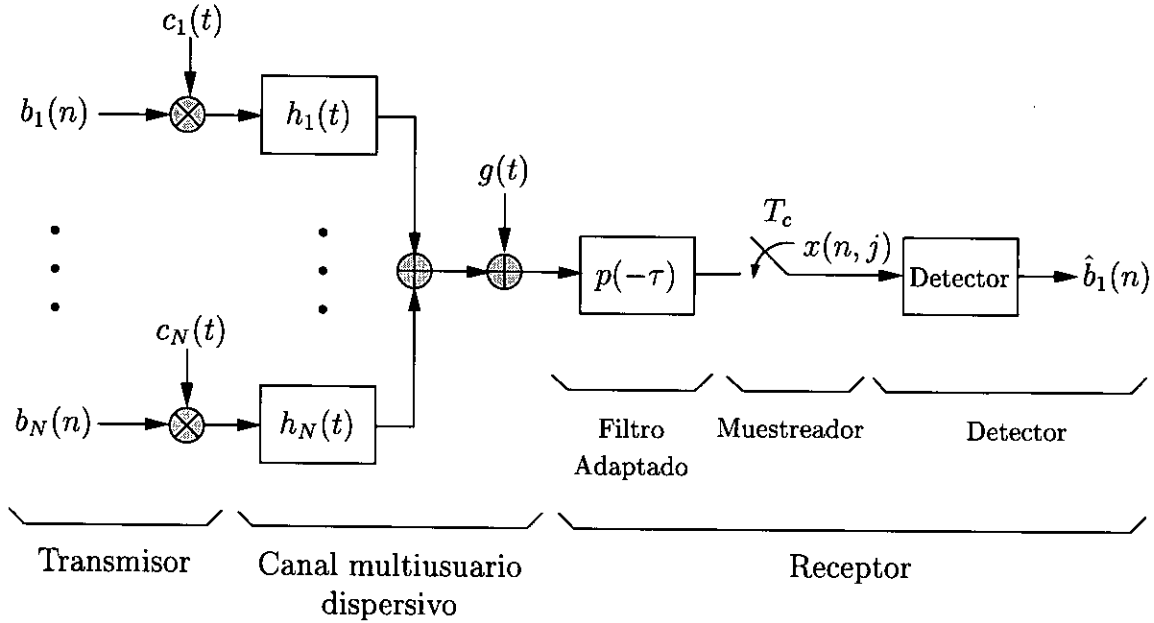 c_1(t)
b_1(n)
h_1(t)
g(t)
T_c
x(n, j)
p(−τ)
Detector
b̂_1(n)
c_N(t)
b_N(n)
h_N(t)
Filtro
Adaptado
Muestreador
Detector
Transmisor
Canal multiusuario
dispersivo
Receptor